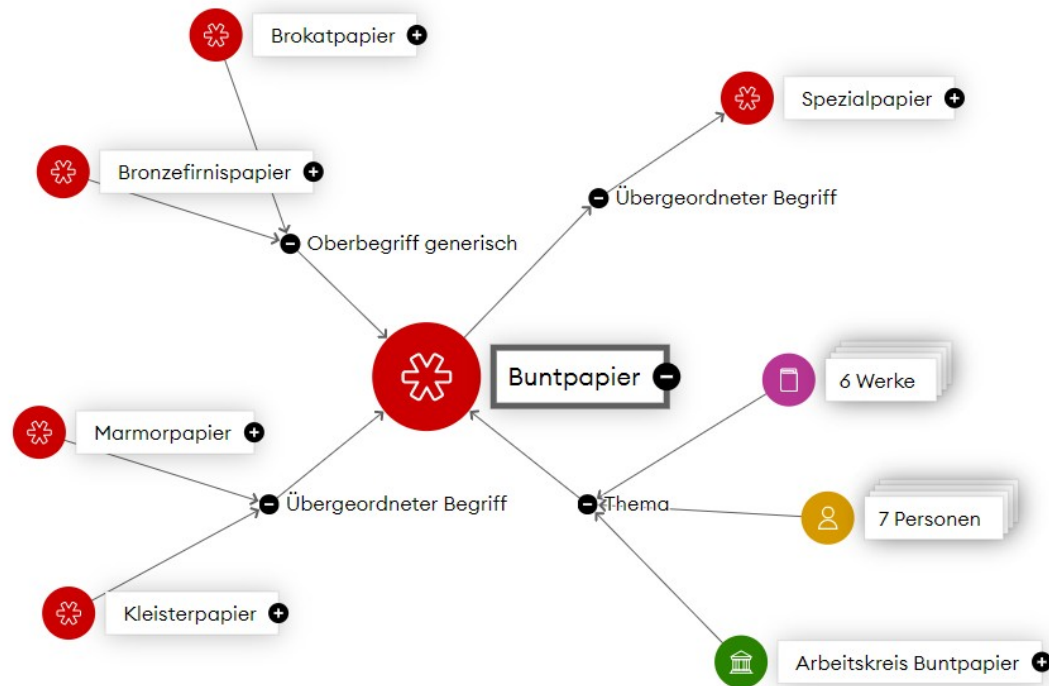 Brokatpapier
Spezialpapier
Bronzefirnispapier
Übergeordneter Begriff
Oberbegriff generisch
Buntpapier
6 Werke
Marmorpapier
Übergeordneter Begriff
Thema
7 Personen
Kleisterpapier
Arbeitskreis Buntpapier